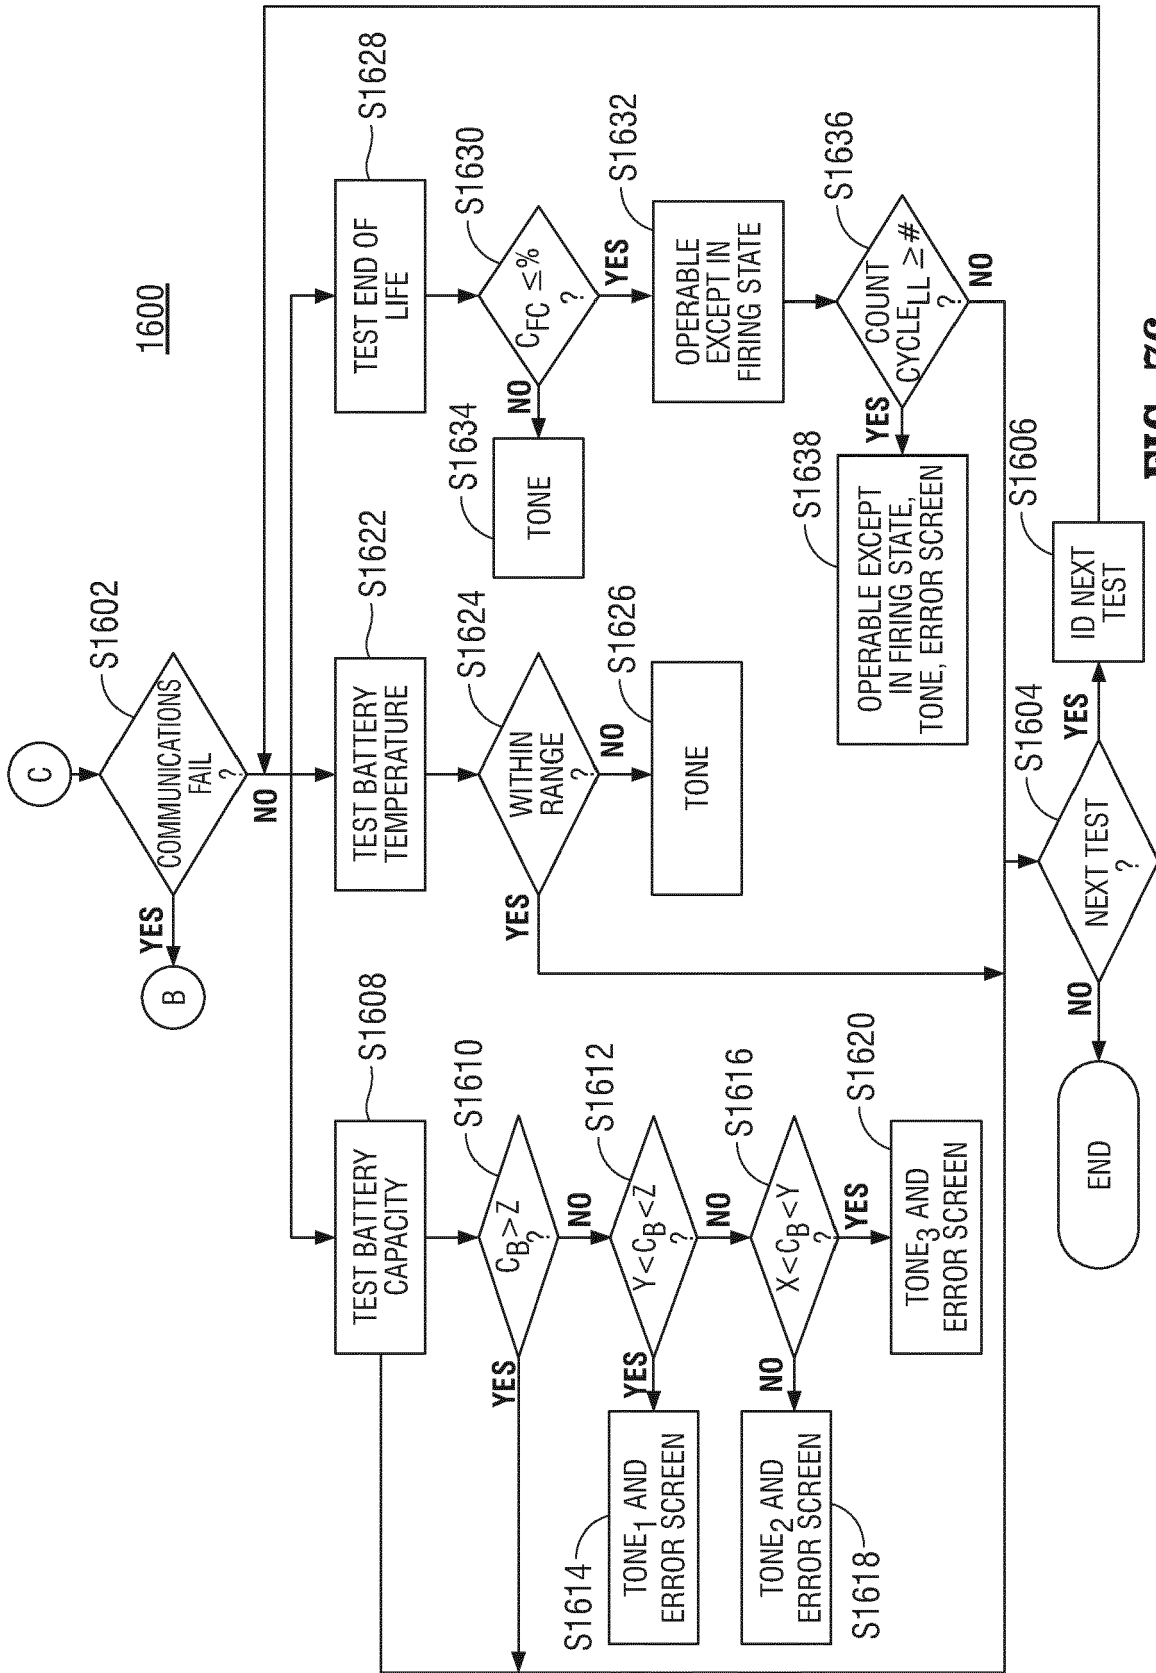 1600
C
COMMUNICATIONS
FAIL
?
S1602
YES
B
NO
TEST BATTERY
CAPACITY
S1608
C_B>Z
?
S1610
YES
NO
Y<C_B<Z
?
S1612
YES
TONE_1 AND
ERROR SCREEN
S1614
NO
X<C_B<Y
?
S1616
NO
TONE_2 AND
ERROR SCREEN
S1618
YES
TONE_3 AND
ERROR SCREEN
S1620
TEST BATTERY
TEMPERATURE
S1622
WITHIN
RANGE
?
S1624
YES
NO
TONE
S1626
TEST END OF
LIFE
S1628
C_FC ≤%
?
S1630
NO
TONE
S1634
YES
OPERABLE
EXCEPT IN
FIRING STATE
S1632
COUNT
CYCLE_LL ≥ #
?
S1636
YES
OPERABLE EXCEPT
IN FIRING STATE,
TONE, ERROR SCREEN
S1638
NO
NEXT TEST
?
S1604
YES
ID NEXT
TEST
S1606
NO
END